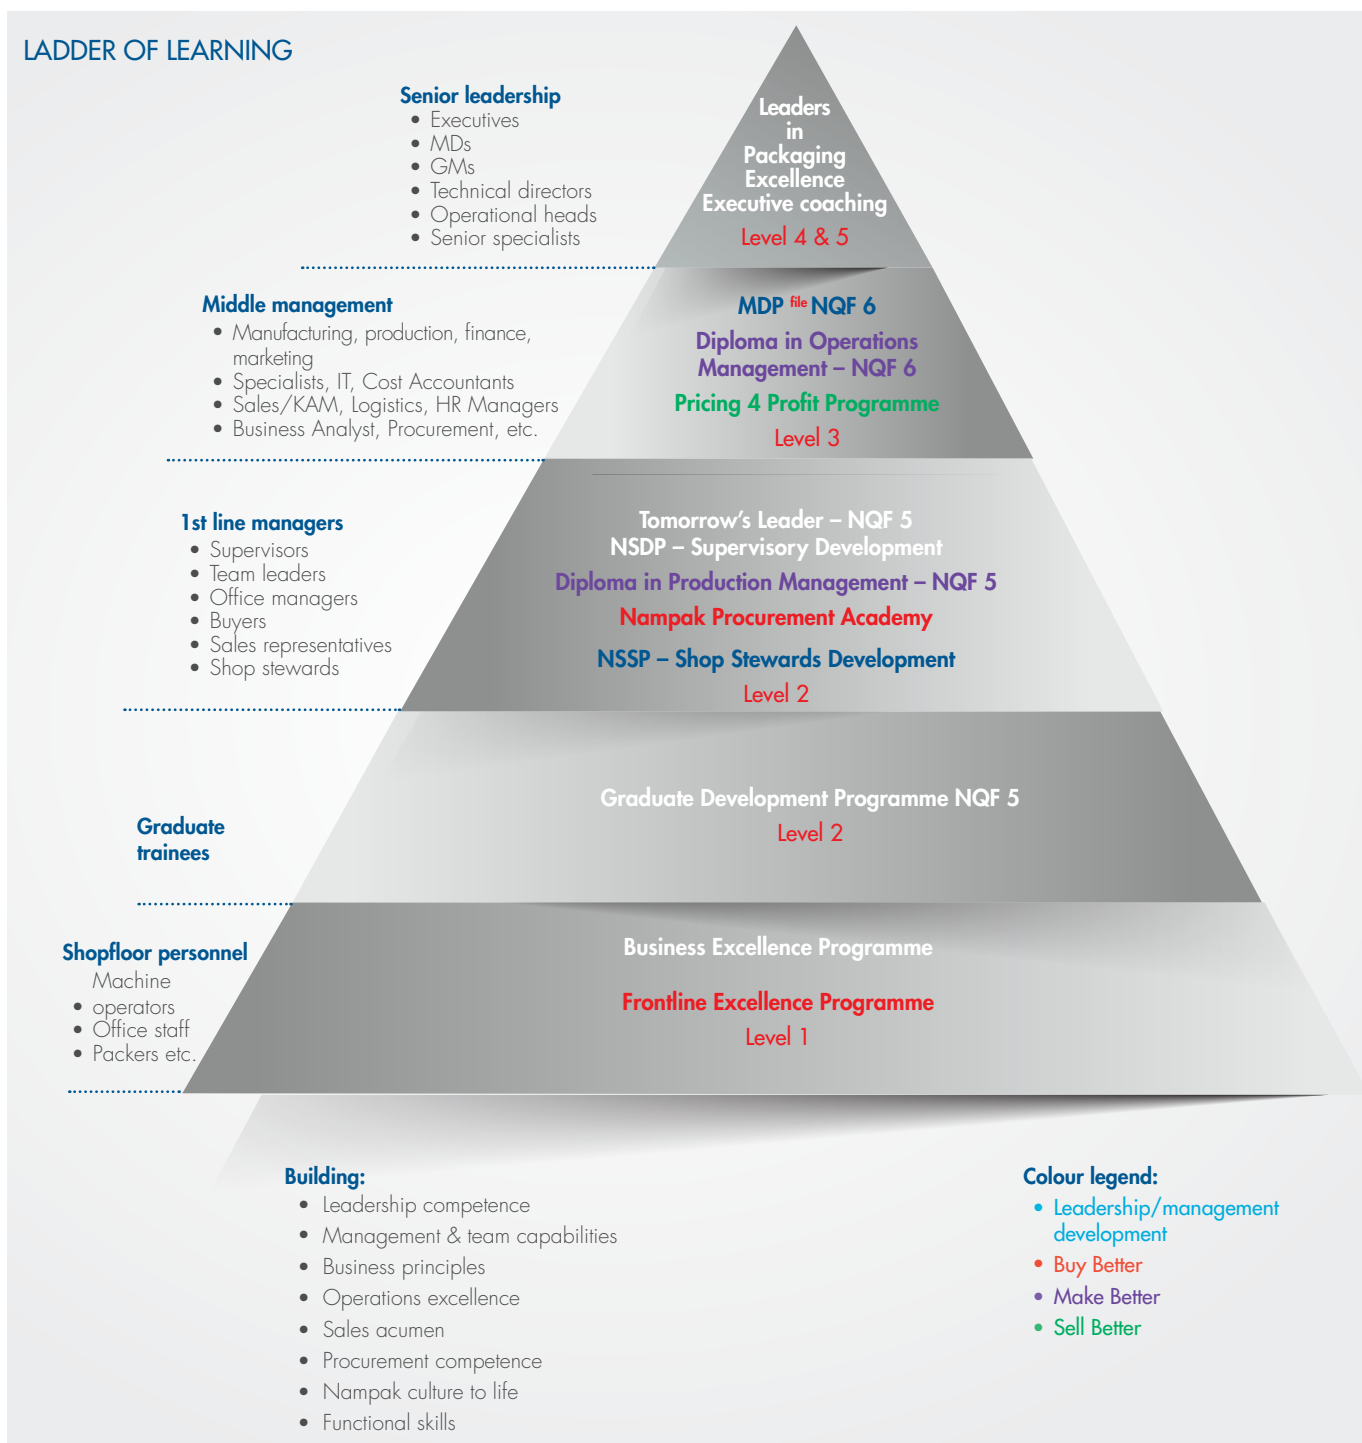 LADDER OF LEARNING
Senior leadership
• Executives
• MDs
• GMs
• Technical directors
• Operational heads
• Senior specialists
Leaders
in
Packaging
Excellence
Executive coaching
Level 4 & 5
Middle management
• Manufacturing, production, finance,
marketing
• Specialists, IT, Cost Accountants
• Sales/KAM, Logistics, HR Managers
• Business Analyst, Procurement, etc.
MDP file NQF 6
Diploma in Operations
Management – NQF 6
Pricing 4 Profit Programme
Level 3
1st line managers
• Supervisors
• Team leaders
• Office managers
• Buyers
• Sales representatives
• Shop stewards
Tomorrow's Leader – NQF 5
NSDP – Supervisory Development
Diploma in Production Management – NQF 5
Nampak Procurement Academy
NSSP – Shop Stewards Development
Level 2
Graduate
trainees
Graduate Development Programme NQF 5
Level 2
Shopfloor personnel
Machine
• operators
• Office staff
• Packers etc.
Business Excellence Programme
Frontline Excellence Programme
Level 1
Building:
• Leadership competence
• Management & team capabilities
• Business principles
• Operations excellence
• Sales acumen
• Procurement competence
• Nampak culture to life
• Functional skills
Colour legend:
• Leadership/management
development
• Buy Better
• Make Better
• Sell Better